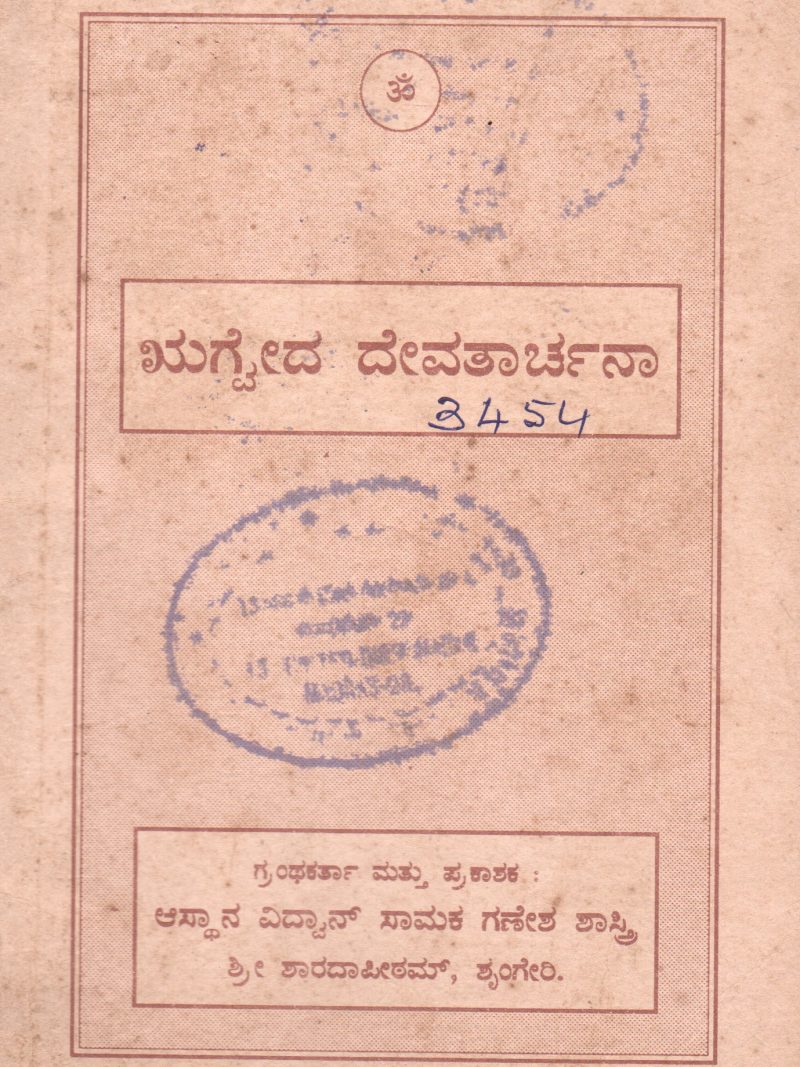 ॐ
ಋಗ್ವೇದ ದೇವತಾರ್ಚನಾ
3454
ಗ್ರಂಥಕರ್ತಾ ಮತ್ತು ಪ್ರಕಾಶಕ :
ಆಸ್ಥಾನ ವಿದ್ವಾನ್ ಸಾಮಕ ಗಣೇಶ ಶಾಸ್ತ್ರಿ
ಶ್ರೀ ಶಾರದಾಪೀಠಮ್, ಶೃಂಗೇರಿ.